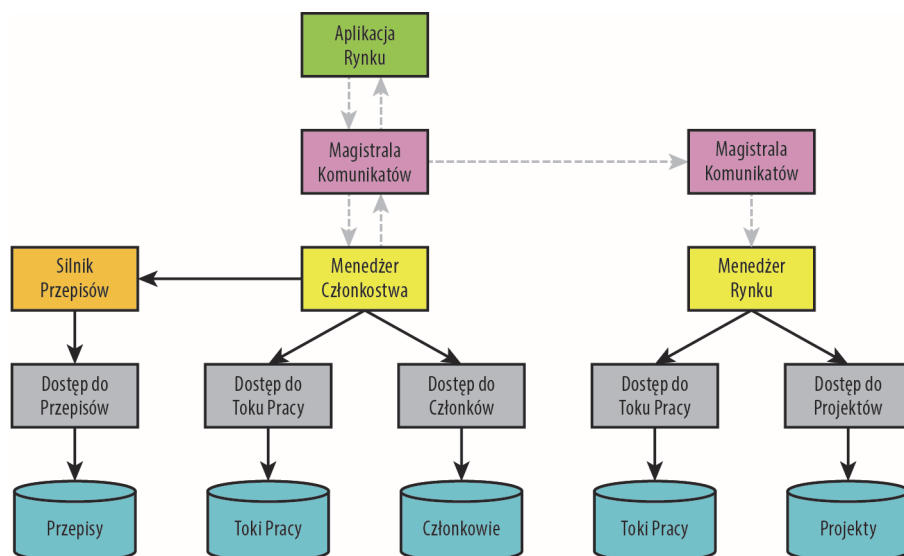 Aplikacja
Rynku
Magistrala
Komunikatów
Magistrala
Komunikatów
Silnik
Przepisów
Menedżer
Członkostwa
Menedżer
Rynku
Dostęp do
Przepisów
Dostęp do
Toku Pracy
Dostęp do
Członków
Dostęp do
Toku Pracy
Dostęp do
Projektów
Przepisy
Toki Pracy
Członkowie
Toki Pracy
Projekty